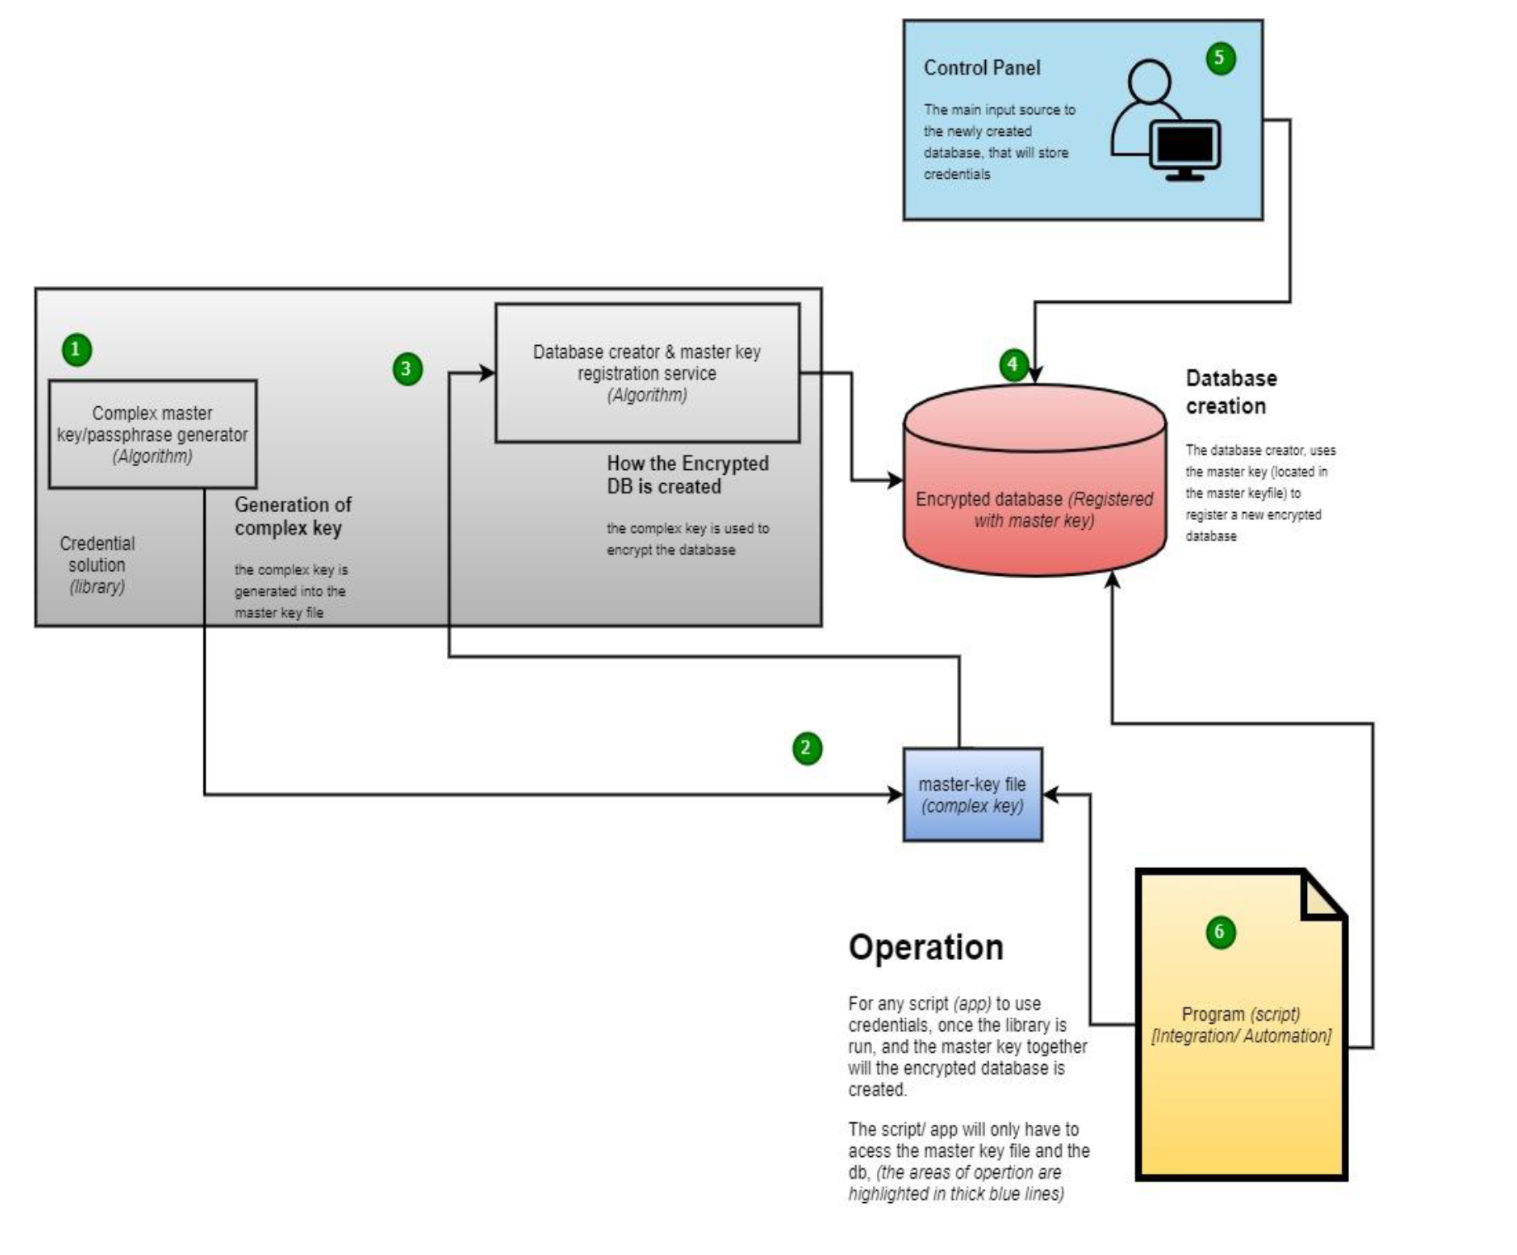 5
Control Panel
The main input source to
the newly created
database, that will store
credentials
1
Complex master
key/passphrase generator
(Algorithm)
Credential
solution
(library)
Generation of
complex key
the complex key is
generated into the
master key file
3
Database creator & master key
registration service
(Algorithm)
How the Encrypted
DB is created
the complex key is used to
encrypt the database
4
Encrypted database (Registered
with master key)
Database
creation
The database creator, uses
the master key (located in
the master keyfile) to
register a new encrypted
database
2
master-key file
(complex key)
6
Program (script)
[Integration/ Automation]
Operation
For any script (app) to use
credentials, once the library is
run, and the master key together
will the encrypted database is
created.
The script/ app will only have to
acess the master key file and the
db, (the areas of opertion are
highlighted in thick blue lines)